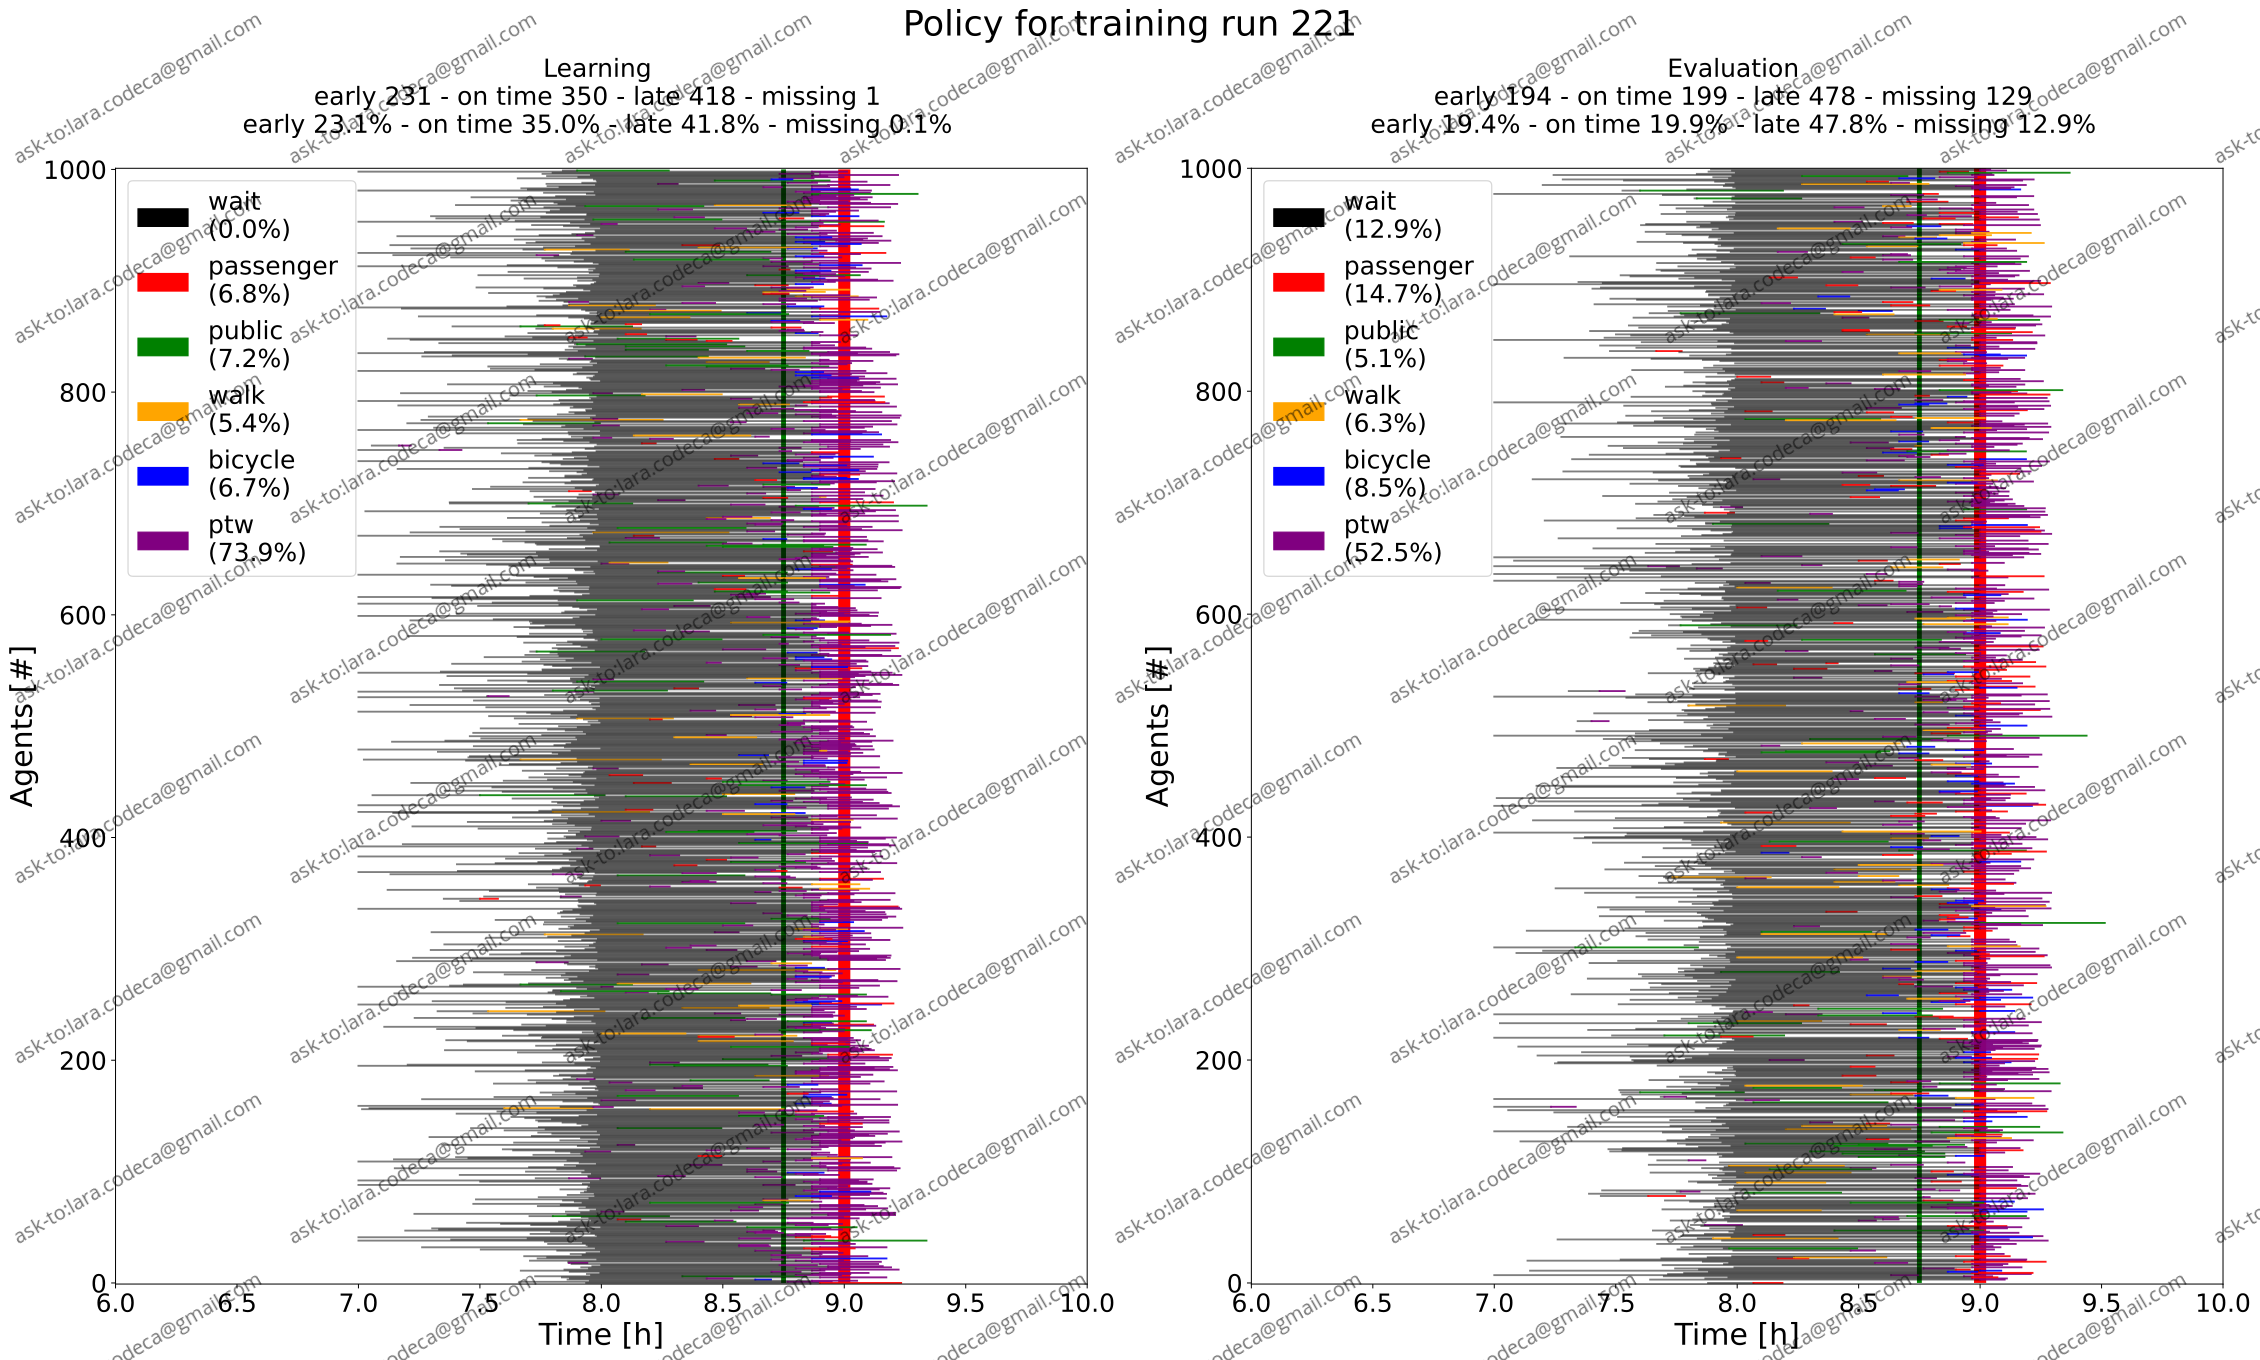 Policy for training run 221
Learning
early 231 - on time 350 - late 418 - missing 1
early 23.1% - on time 35.0% - late 41.8% - missing 0.1%
1000
800
600
400
200
0
Agents [#]
wait
(0.0%)
passenger
(6.8%)
public
(7.2%)
walk
(5.4%)
bicycle
(6.7%)
ptw
(73.9%)
6.0 6.5 7.0 7.5 8.0 8.5 9.0 9.5 10.0
Time [h]
Evaluation
early 194 - on time 199 - late 478 - missing 129
early 19.4% - on time 19.9% - late 47.8% - missing 12.9%
1000
800
600
400
200
0
Agents [#]
wait
(12.9%)
passenger
(14.7%)
public
(5.1%)
walk
(6.3%)
bicycle
(8.5%)
ptw
(52.5%)
6.0 6.5 7.0 7.5 8.0 8.5 9.0 9.5 10.0
Time [h]
ask-to:lara.codeca@gmail.com